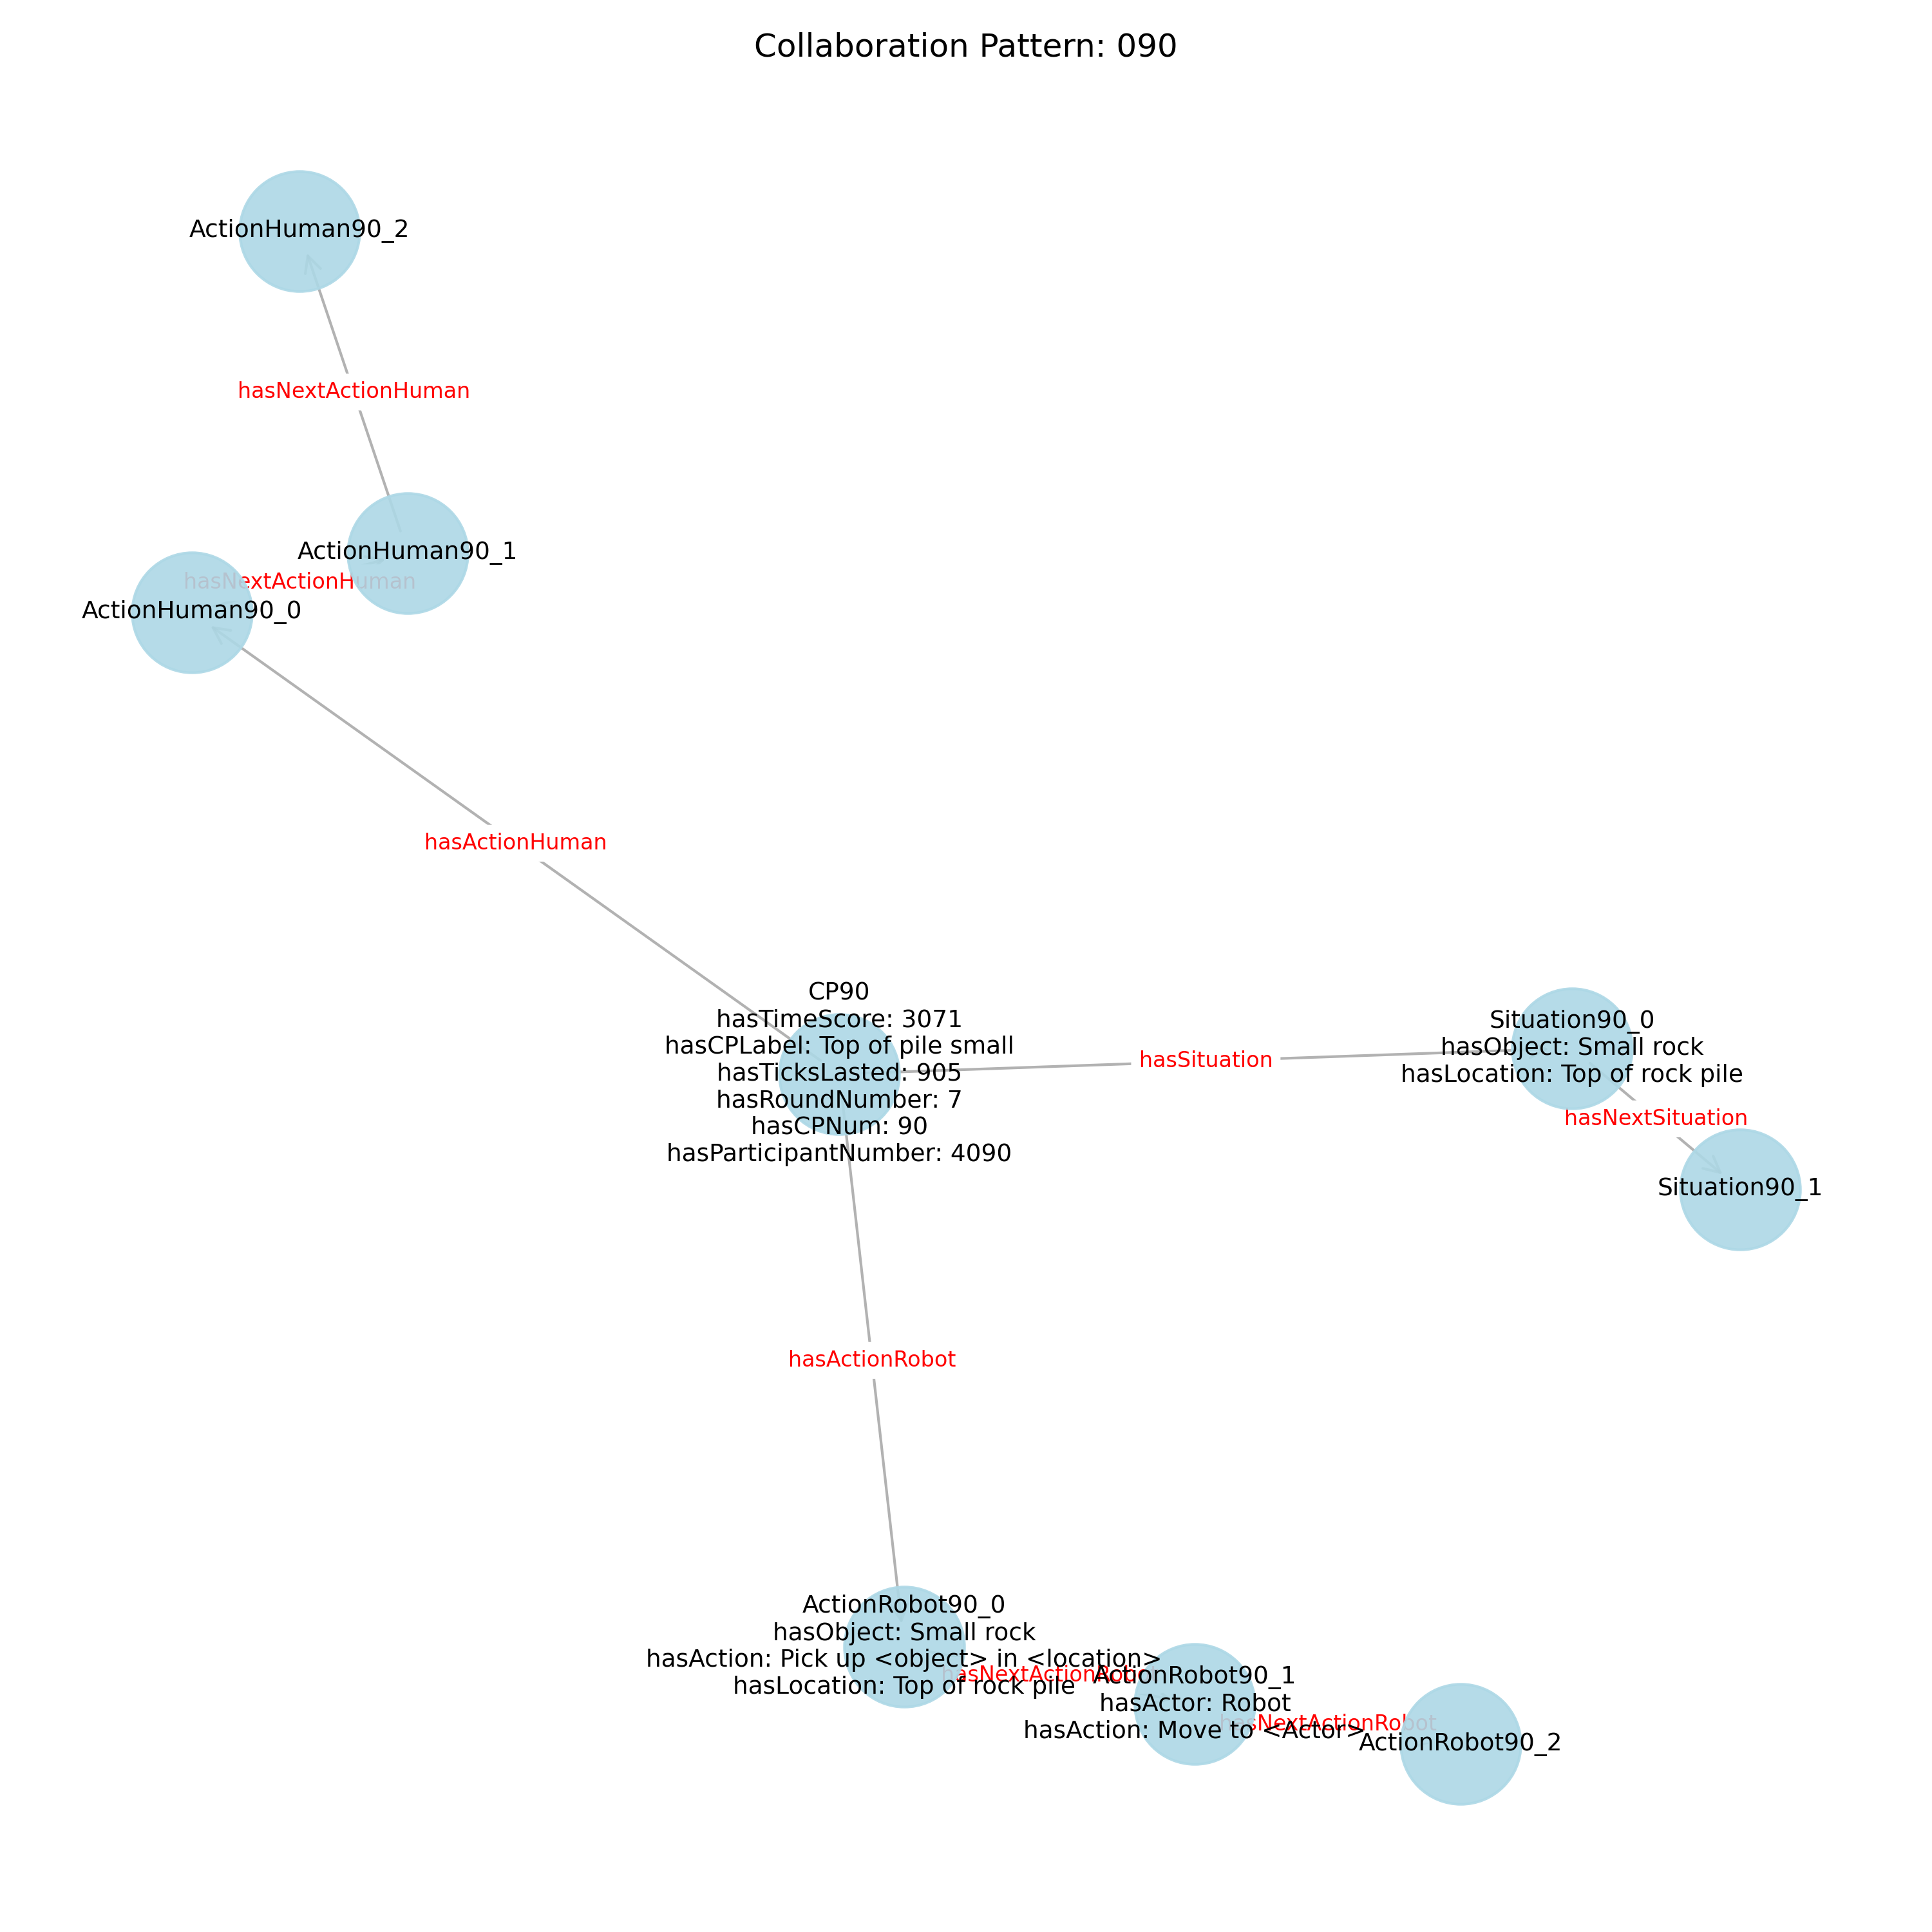 Collaboration Pattern: 090
ActionHuman90_2
hasNextActionHuman
ActionHuman90_1
hasNextActionHuman
ActionHuman90_0
hasActionHuman
CP90
hasTimeScore: 3071
hasCPLabel: Top of pile small
hasTicksLasted: 905
hasRoundNumber: 7
hasCPNum: 90
hasParticipantNumber: 4090
hasSituation
Situation90_0
hasObject: Small rock
hasLocation: Top of rock pile
hasNextSituation
Situation90_1
hasActionRobot
ActionRobot90_0
hasObject: Small rock
hasAction: Pick up <object> in <location>
hasLocation: Top of rock pile
hasNextActionRobot
ActionRobot90_1
hasActor: Robot
hasAction: Move to <Actor>
hasNextActionRobot
ActionRobot90_2